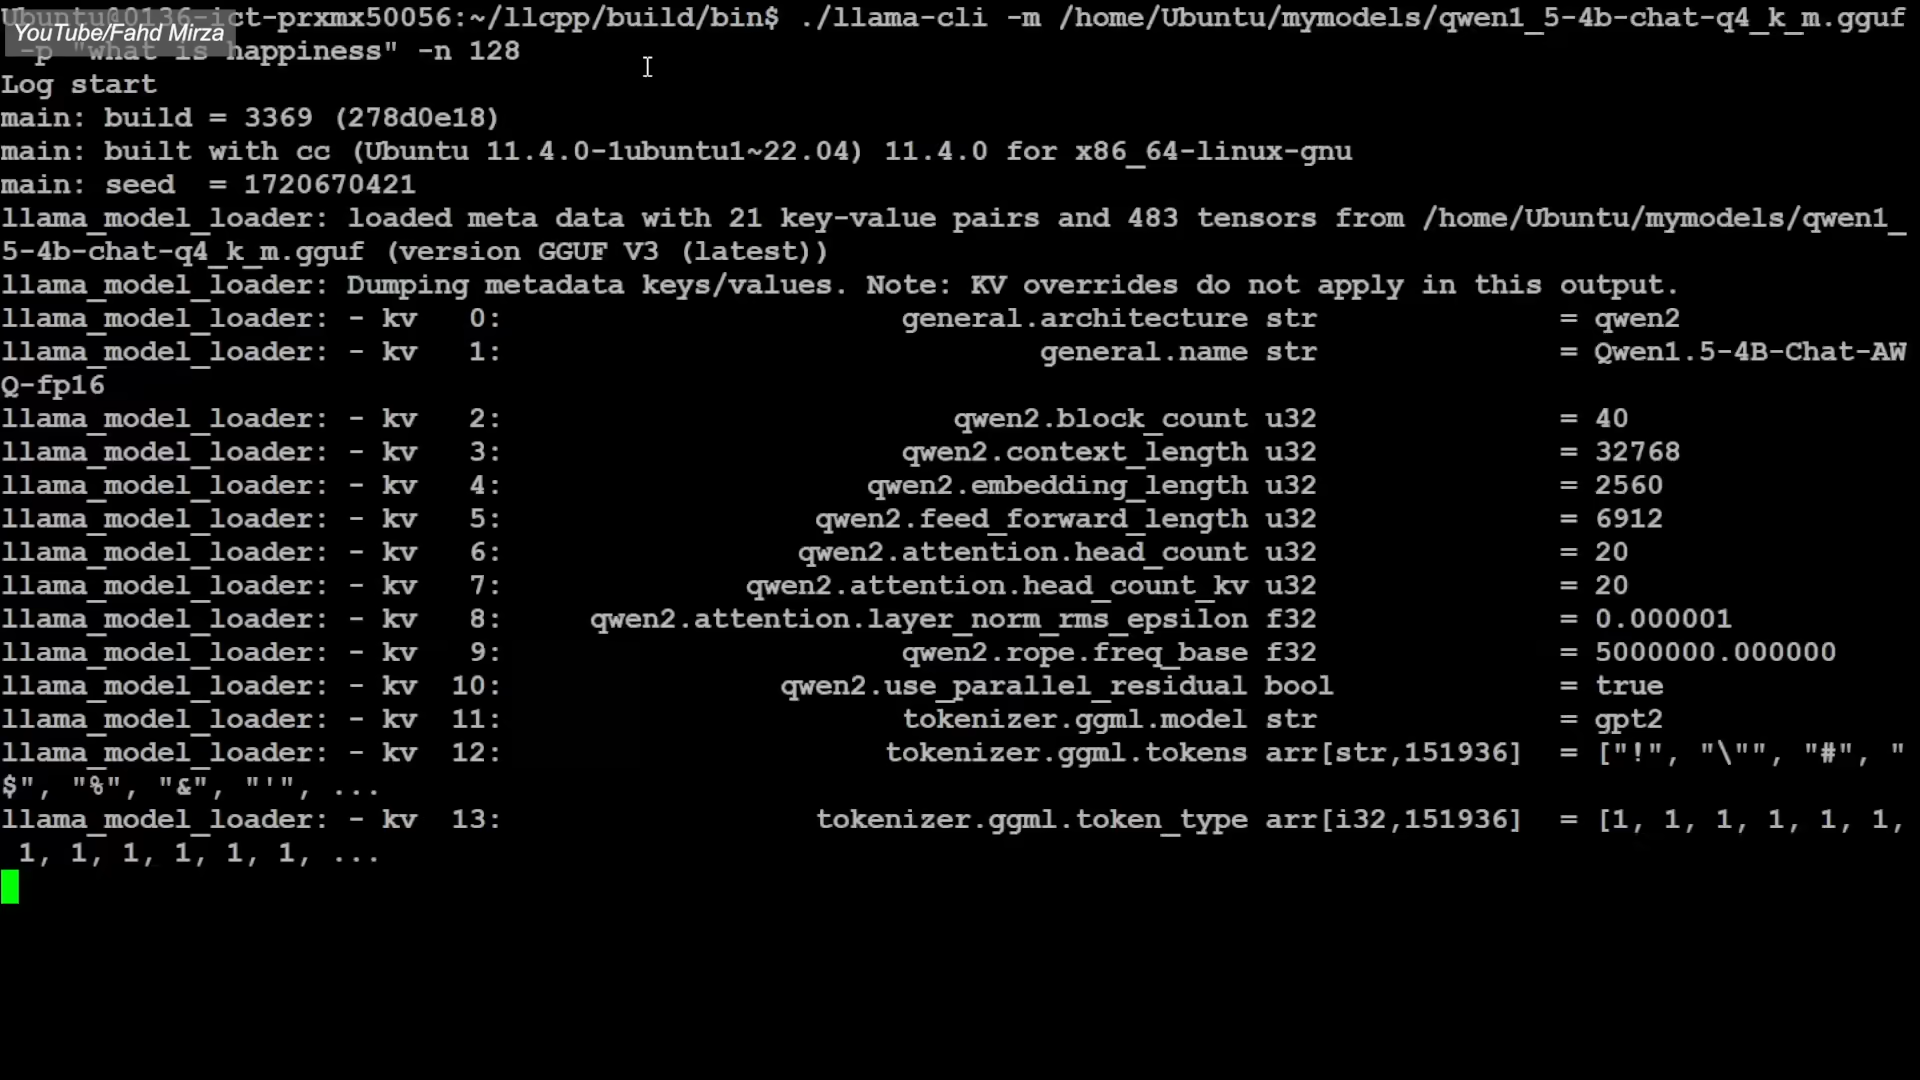 Ubuntu@0136-ict-prxmx50056:~/llcpp/build/bin$ ./llama-cli -m /home/Ubuntu/mymodels/qwen1_5-4b-chat-q4_k_m.gguf
YouTube/Fahd Mirza
-p "what is happiness" -n 128
Log start
main: build = 3369 (278d0e18)
main: built with cc (Ubuntu 11.4.0-1ubuntu1~22.04) 11.4.0 for x86_64-linux-gnu
main: seed  = 1720670421
llama_model_loader: loaded meta data with 21 key-value pairs and 483 tensors from /home/Ubuntu/mymodels/qwen1_
5-4b-chat-q4_k_m.gguf (version GGUF V3 (latest))
llama_model_loader: Dumping metadata keys/values. Note: KV overrides do not apply in this output.
llama_model_loader: - kv   0:                       general.architecture str              = qwen2
llama_model_loader: - kv   1:                               general.name str              = Qwen1.5-4B-Chat-AW
Q-fp16
llama_model_loader: - kv   2:                          qwen2.block_count u32              = 40
llama_model_loader: - kv   3:                       qwen2.context_length u32              = 32768
llama_model_loader: - kv   4:                     qwen2.embedding_length u32              = 2560
llama_model_loader: - kv   5:                  qwen2.feed_forward_length u32              = 6912
llama_model_loader: - kv   6:                 qwen2.attention.head_count u32              = 20
llama_model_loader: - kv   7:              qwen2.attention.head_count_kv u32              = 20
llama_model_loader: - kv   8:     qwen2.attention.layer_norm_rms_epsilon f32              = 0.000001
llama_model_loader: - kv   9:                       qwen2.rope.freq_base f32              = 5000000.000000
llama_model_loader: - kv  10:                qwen2.use_parallel_residual bool             = true
llama_model_loader: - kv  11:                       tokenizer.ggml.model str              = gpt2
llama_model_loader: - kv  12:                      tokenizer.ggml.tokens arr[str,151936]  = ["!", "\"", "#", "
$", "%", "&", "'", ...
llama_model_loader: - kv  13:                  tokenizer.ggml.token_type arr[i32,151936]  = [1, 1, 1, 1, 1, 1,
 1, 1, 1, 1, 1, 1, ...